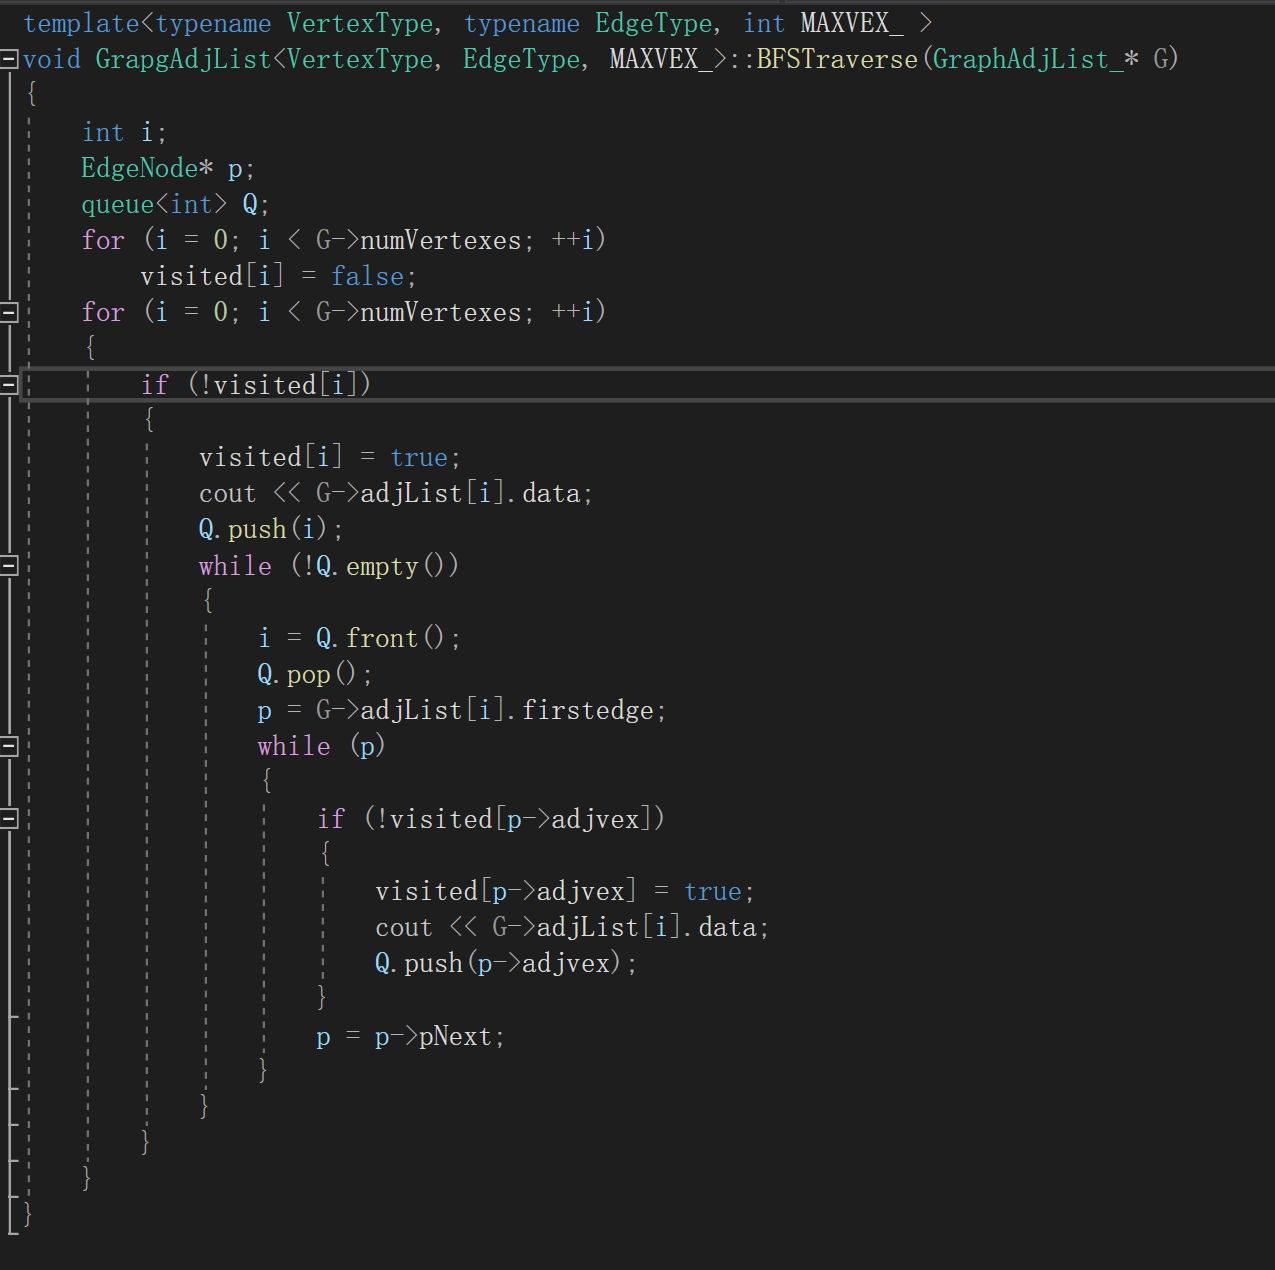 template<typename VertexType, typename EdgeType, int MAXVEX_ >
void GrapgAdjList<VertexType, EdgeType, MAXVEX_>::BFSTraverse(GraphAdjList_* G)
{
    int i;
    EdgeNode* p;
    queue<int> Q;
    for (i = 0; i < G->numVertexes; ++i)
        visited[i] = false;
    for (i = 0; i < G->numVertexes; ++i)
    {
        if (!visited[i])
        {
            visited[i] = true;
            cout << G->adjList[i].data;
            Q.push(i);
            while (!Q.empty())
            {
                i = Q.front();
                Q.pop();
                p = G->adjList[i].firstedge;
                while (p)
                {
                    if (!visited[p->adjvex])
                    {
                        visited[p->adjvex] = true;
                        cout << G->adjList[i].data;
                        Q.push(p->adjvex);
                    }
                    p = p->pNext;
                }
            }
        }
    }
}